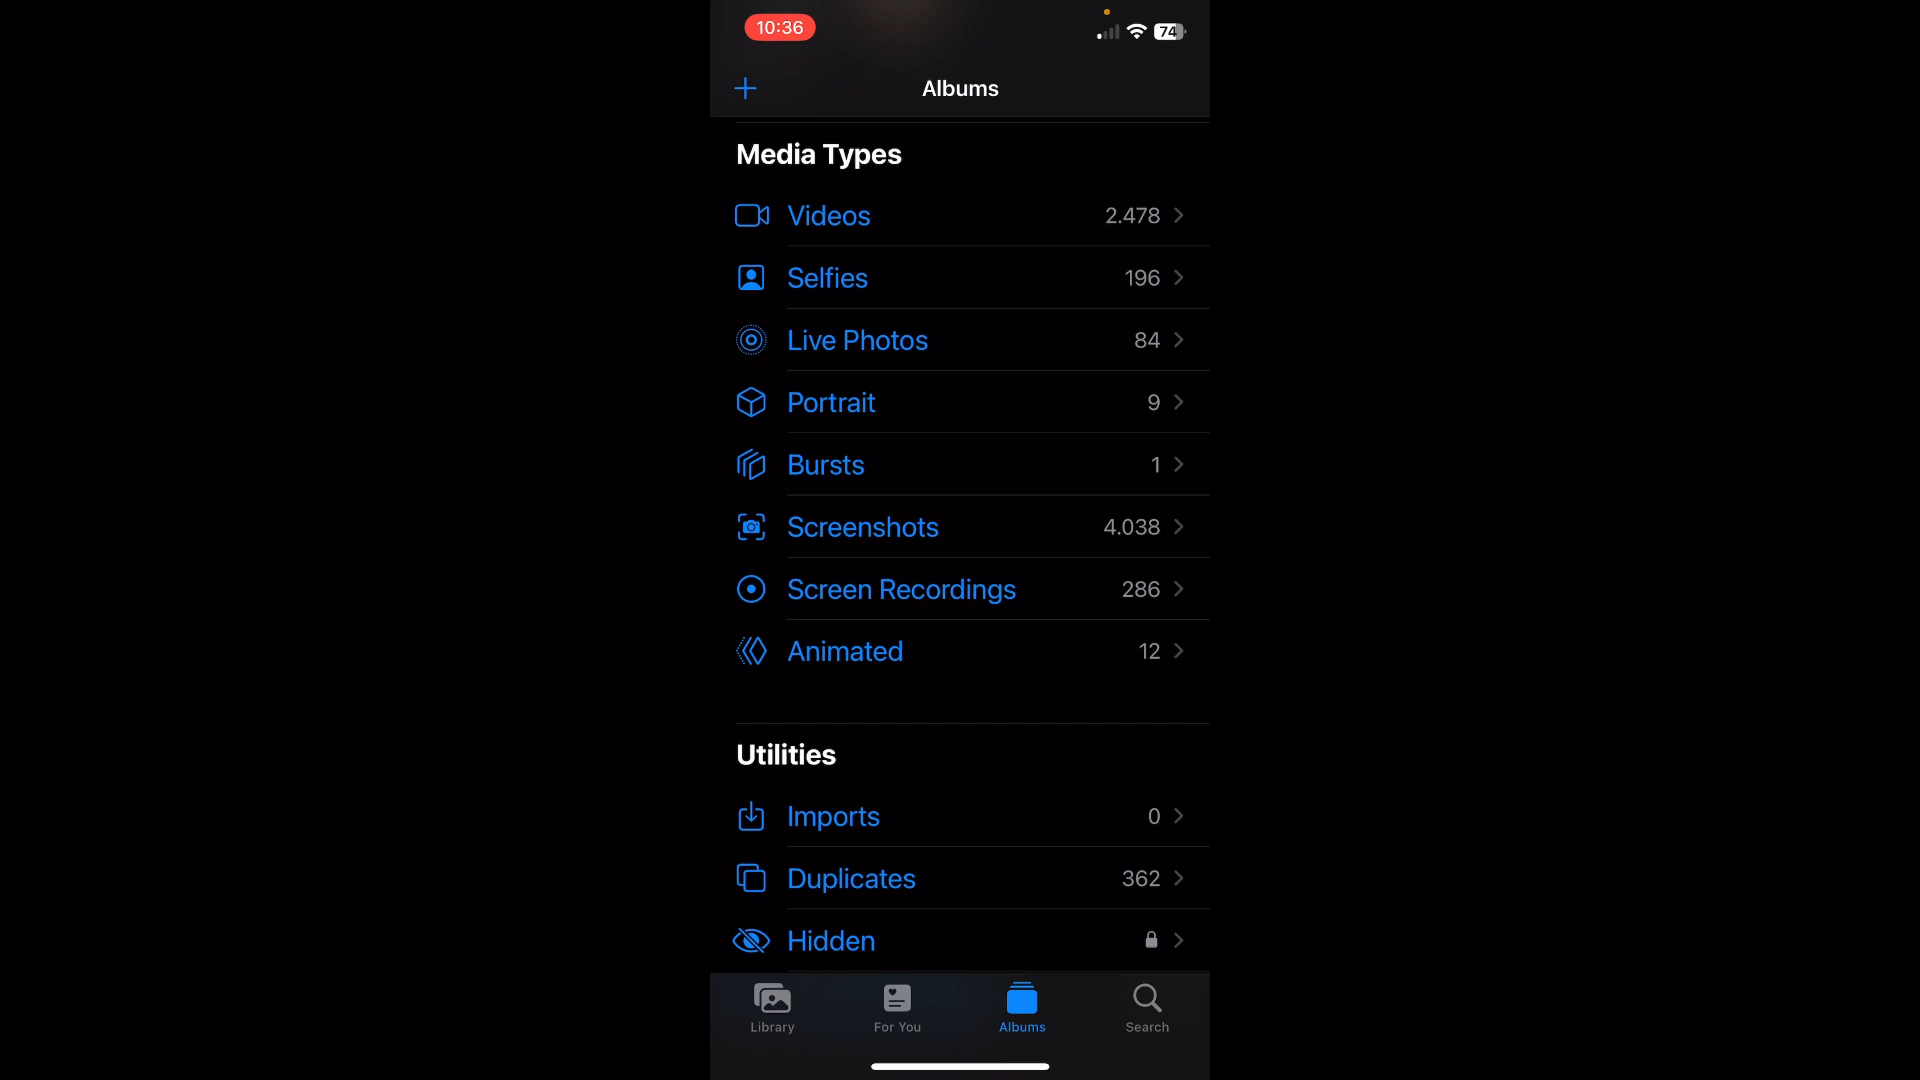 10:36
74
Albums
Media Types
Videos 2.478
Selfies 196
Live Photos 84
Portrait 9
Bursts 1
Screenshots 4.038
Screen Recordings 286
Animated 12
Utilities
Imports 0
Duplicates 362
Hidden
Library For You Albums Search